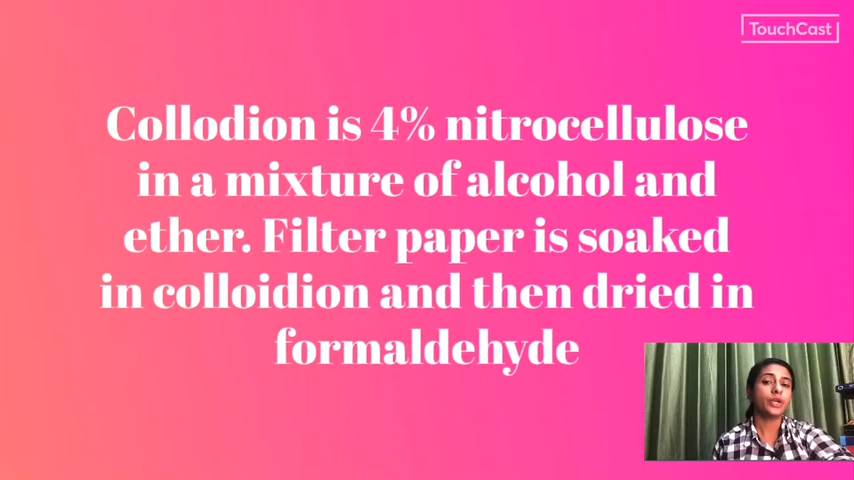 TouchCast
Collodion is 4% nitrocellulose
in a mixture of alcohol and
ether. Filter paper is soaked
in colloidion and then dried in
formaldehyde